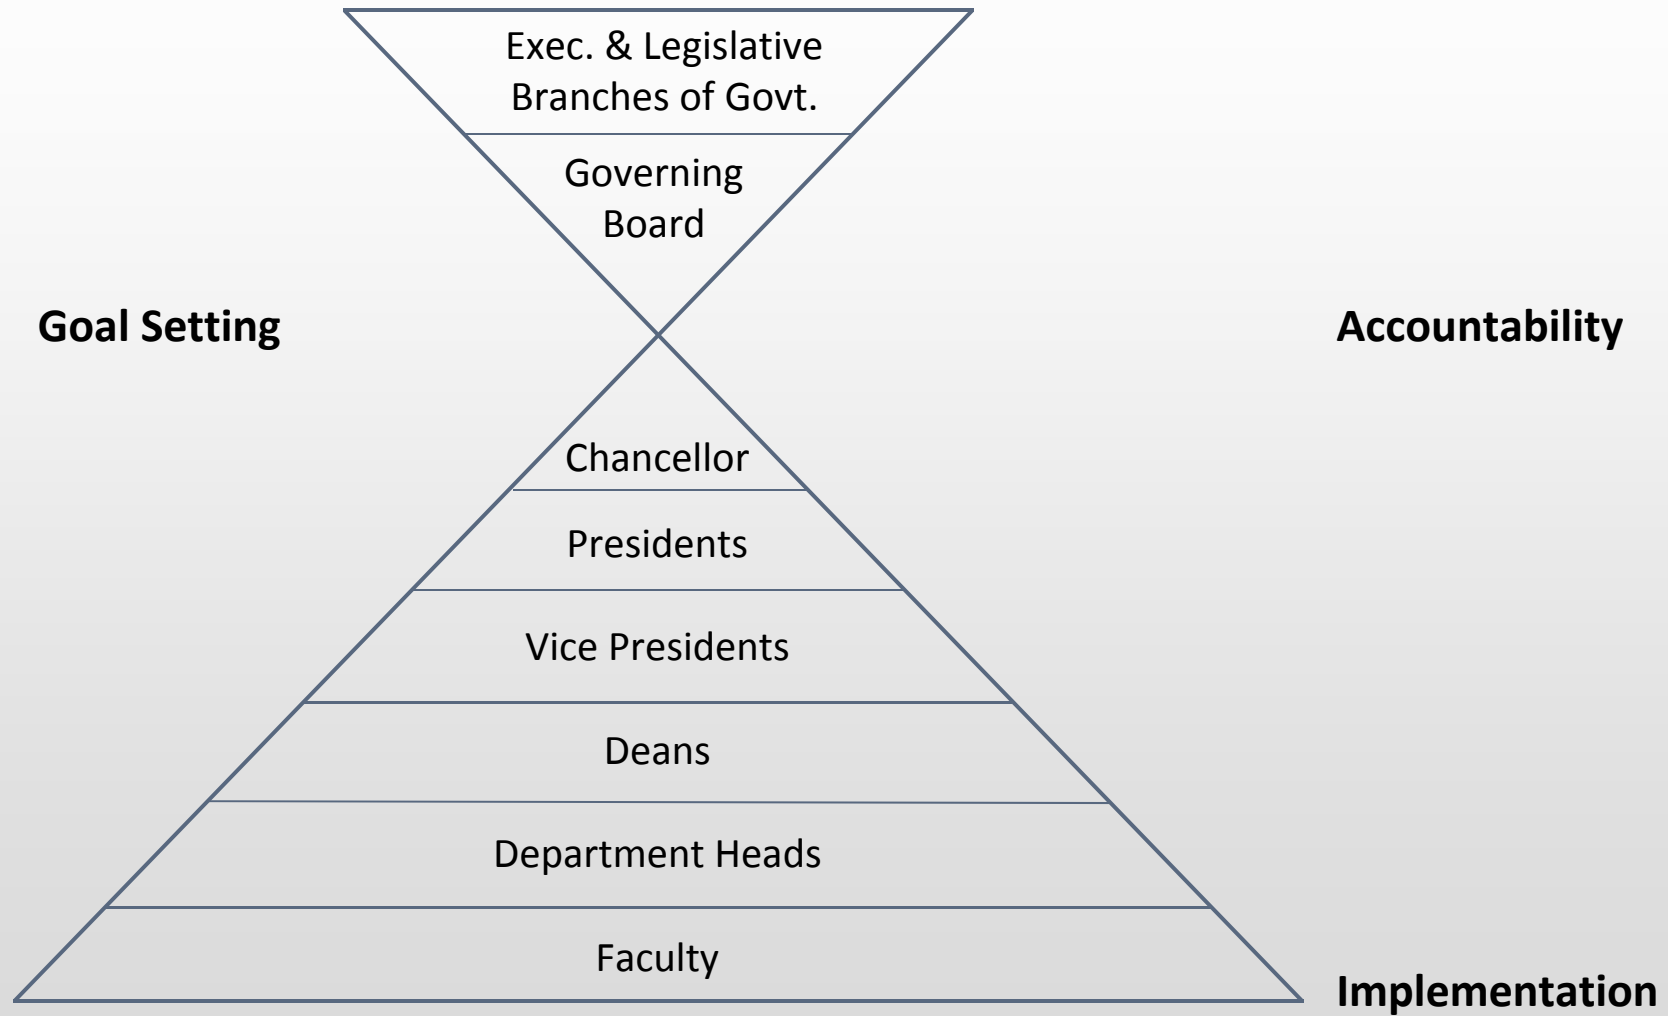 Exec. & Legislative
Branches of Govt.
Governing
Board
Goal Setting
Accountability
Chancellor
Presidents
Vice Presidents
Deans
Department Heads
Faculty
Implementation